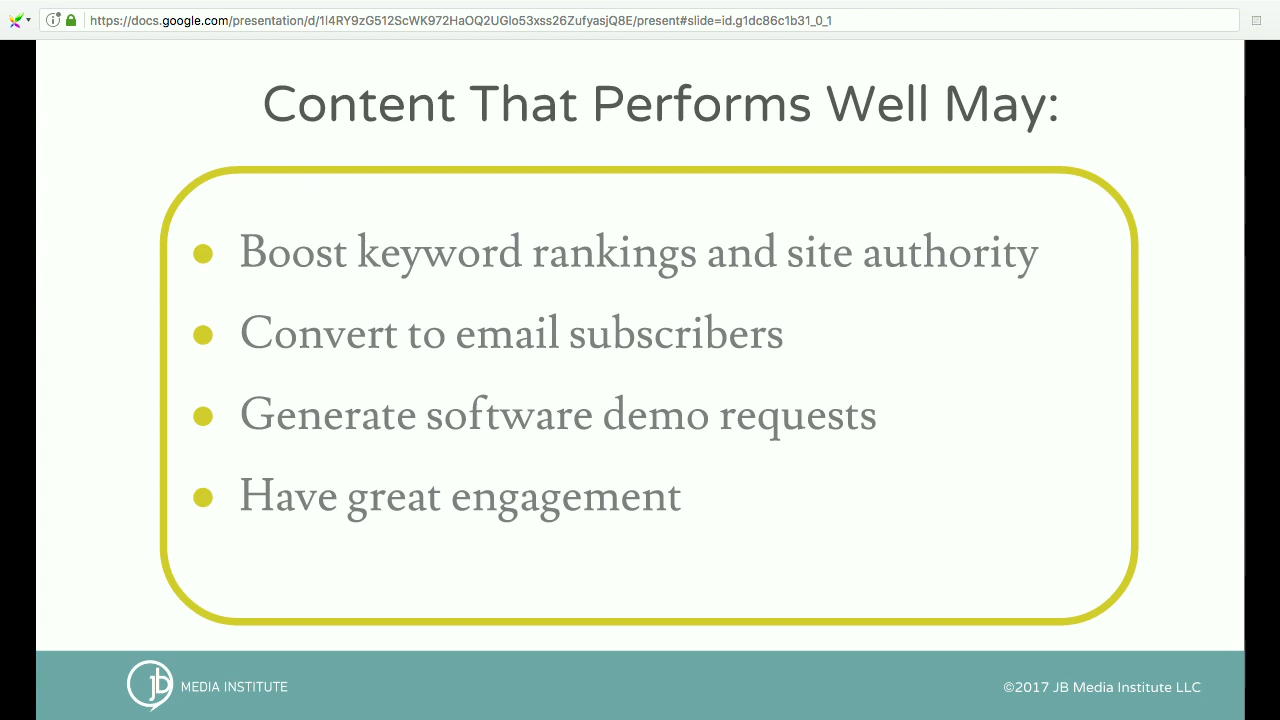 https://docs.google.com/presentation/d/1l4RY9zG512ScWK972HaOQ2UGlo53xss26ZufyasjQ8E/present#slide=id.g1dc86c1b31_0_1
Content That Performs Well May:
Boost keyword rankings and site authority
Convert to email subscribers
Generate software demo requests
Have great engagement
jb MEDIA INSTITUTE
©2017 JB Media Institute LLC